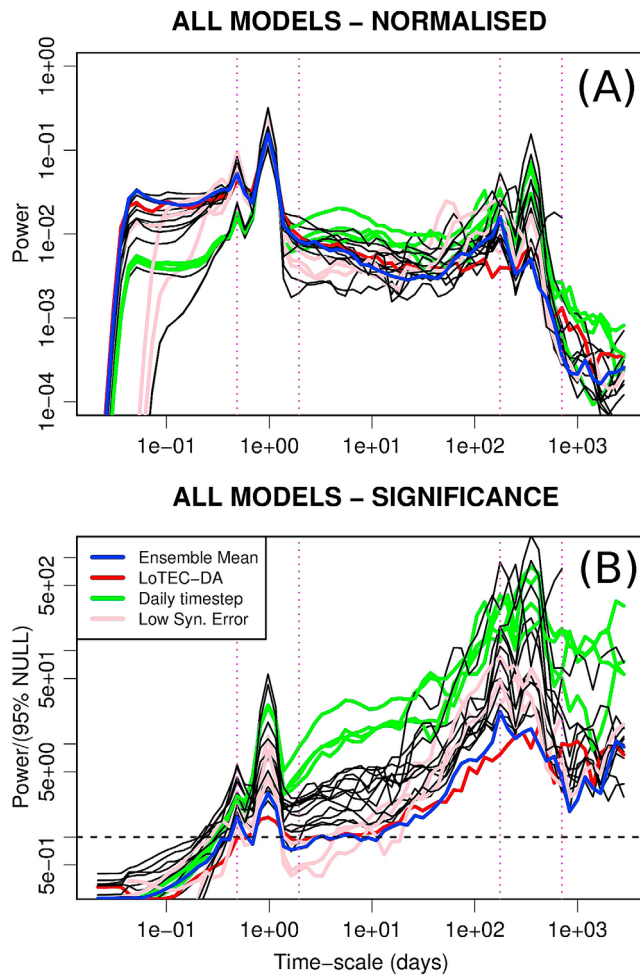 ALL MODELS – NORMALISED
(A)
Power
1e+00
1e−01
1e−02
1e−03
1e−04
1e−01 1e+00 1e+01 1e+02 1e+03
ALL MODELS – SIGNIFICANCE
(B)
Ensemble Mean
LoTEC−DA
Daily timestep
Low Syn. Error
Power/(95% NULL)
5e+02
5e+01
5e+00
5e−01
1e−01 1e+00 1e+01 1e+02 1e+03
Time−scale (days)